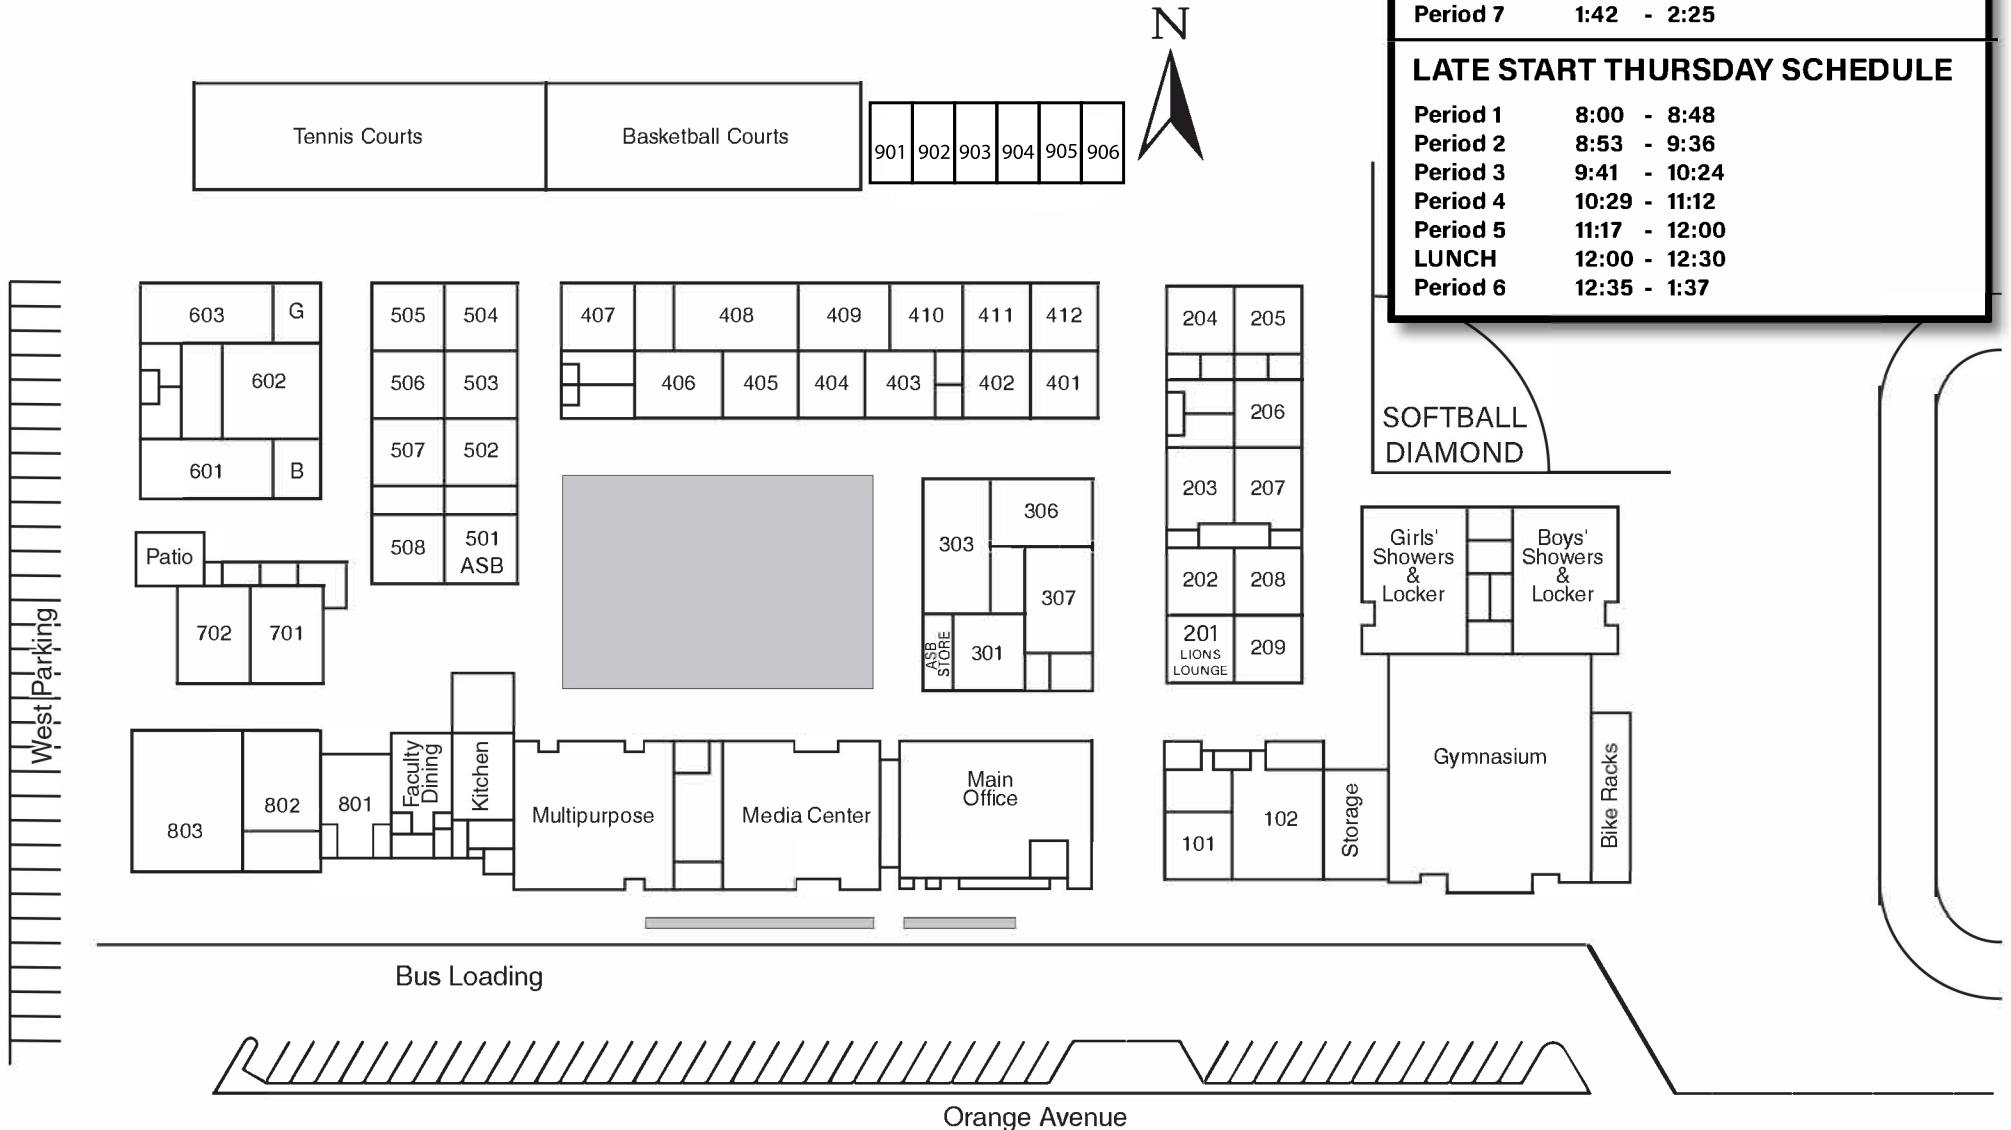 N
Period 7 1:42 - 2:25
LATE START THURSDAY SCHEDULE
Period 1 8:00 - 8:48
Period 2 8:53 - 9:36
Period 3 9:41 - 10:24
Period 4 10:29 - 11:12
Period 5 11:17 - 12:00
LUNCH 12:00 - 12:30
Period 6 12:35 - 1:37
Tennis Courts
Basketball Courts
901 902 903 904 905 906
603 G
602
601 B
505 504
506 503
507 502
508
501
ASB
407 408 409 410 411 412
406 405 404 403 402 401
204 205
206
203 207
202 208
201
LIONS
LOUNGE
209
SOFTBALL
DIAMOND
303
306
307
ASB
STORE
301
Girls'
Showers
&
Locker
Boys'
Showers
&
Locker
Patio
702 701
West Parking
803
802
801
Faculty
Dining
Kitchen
Multipurpose
Media Center
Main
Office
101
102
Storage
Gymnasium
Bike Racks
Bus Loading
Orange Avenue